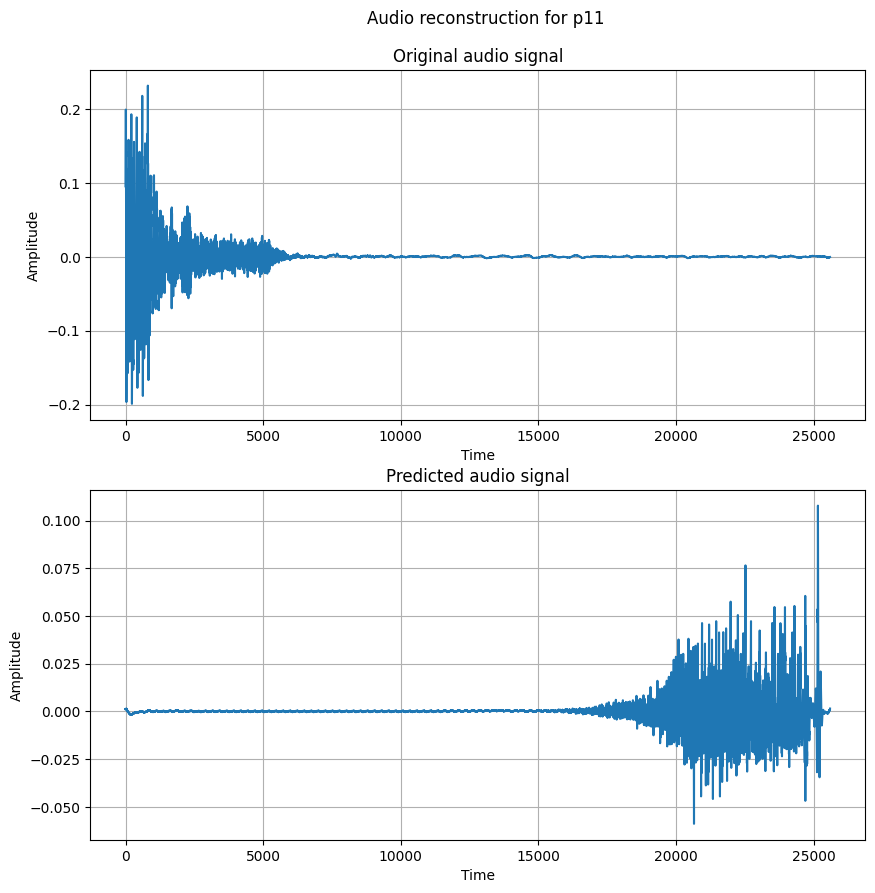 Audio reconstruction for p11
Original audio signal
Amplitude
0.2
0.1
0.0
−0.1
−0.2
0 5000 10000 15000 20000 25000
Time
Predicted audio signal
Amplitude
0.100
0.075
0.050
0.025
0.000
−0.025
−0.050
0 5000 10000 15000 20000 25000
Time